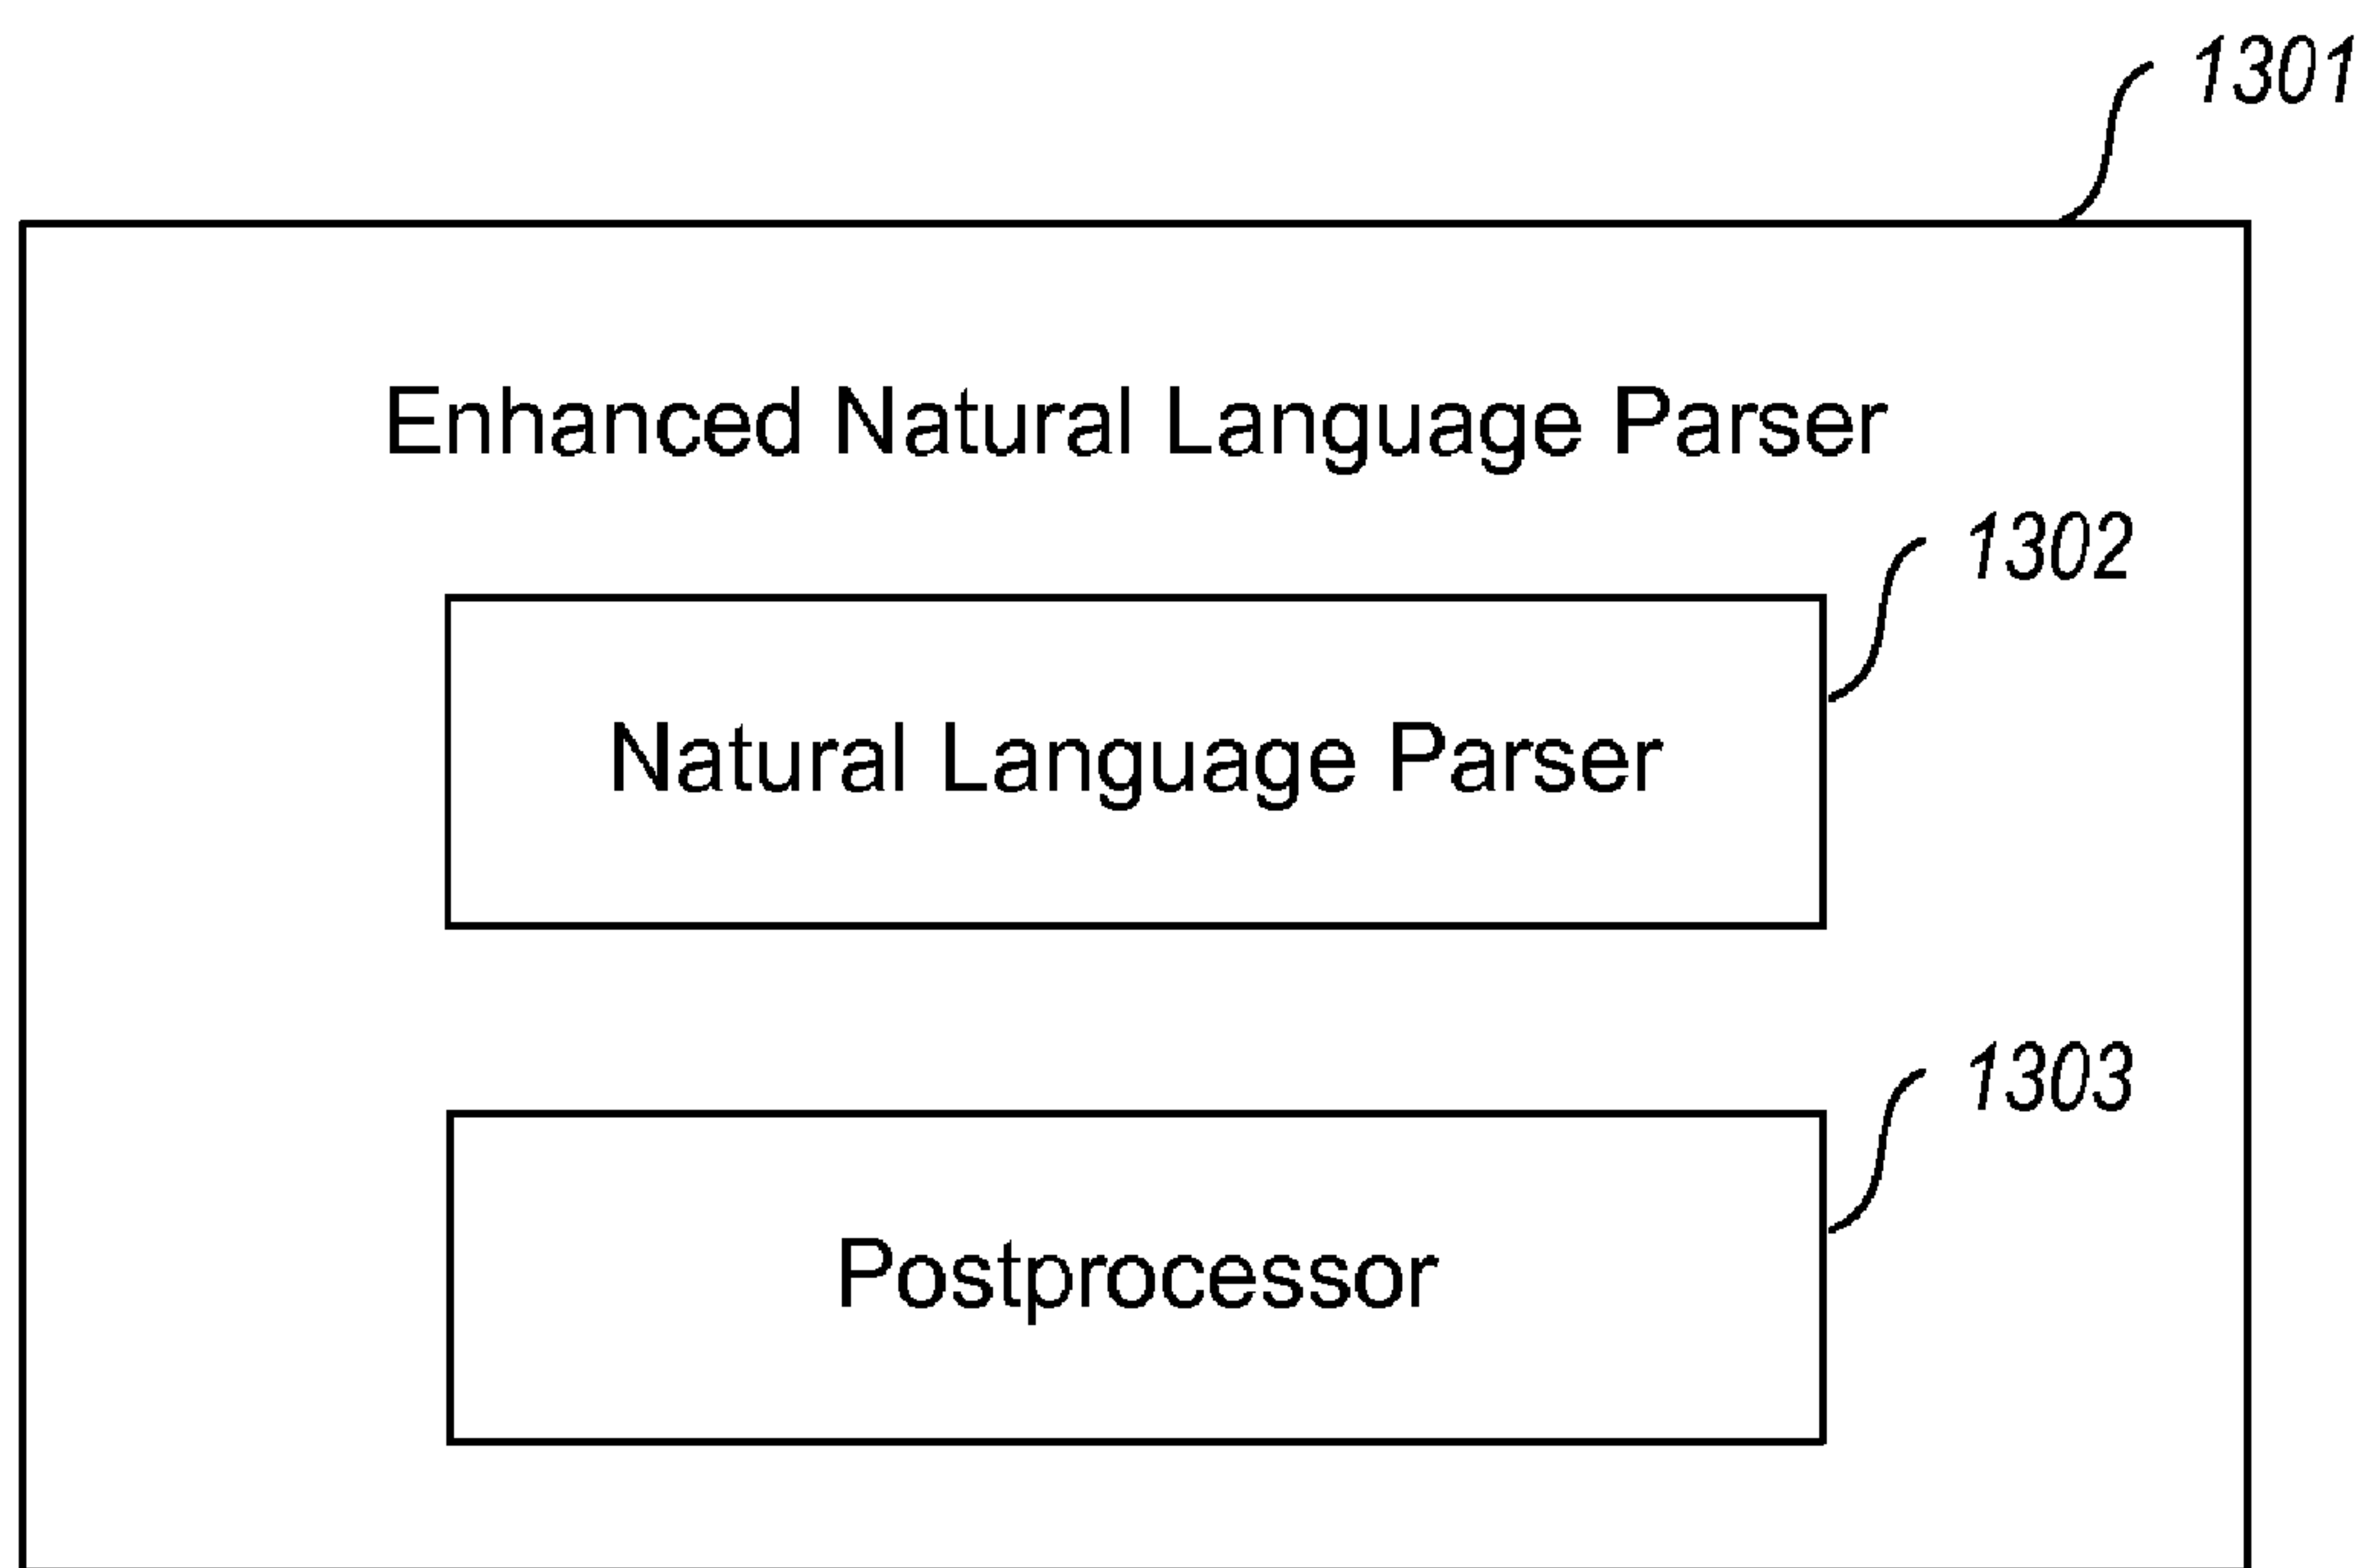 1301
Enhanced Natural Language Parser
1302
Natural Language Parser
1303
Postprocessor